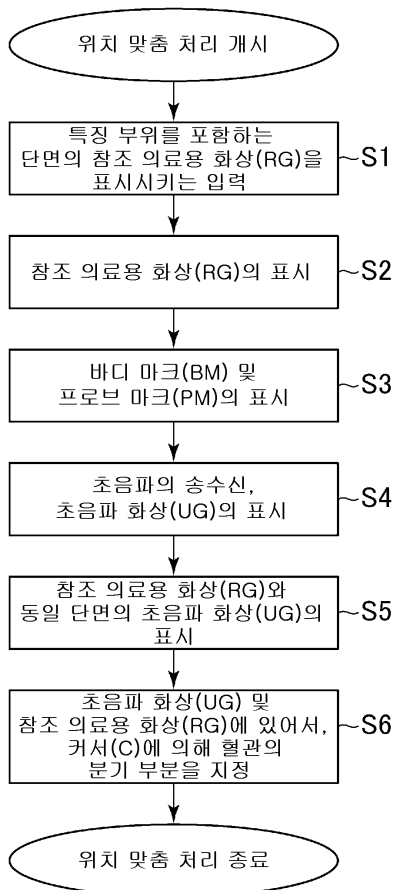 위치 맞춤 처리 개시
특징 부위를 포함하는
단면의 참조 의료용 화상(RG)을
표시시키는 입력
S1
참조 의료용 화상(RG)의 표시
S2
바디 마크(BM) 및
프로브 마크(PM)의 표시
S3
초음파의 송수신,
초음파 화상(UG)의 표시
S4
참조 의료용 화상(RG)와
동일 단면의 초음파 화상(UG)의
표시
S5
초음파 화상(UG) 및
참조 의료용 화상(RG)에 있어서,
커서(C)에 의해 혈관의
분기 부분을 지정
S6
위치 맞춤 처리 종료